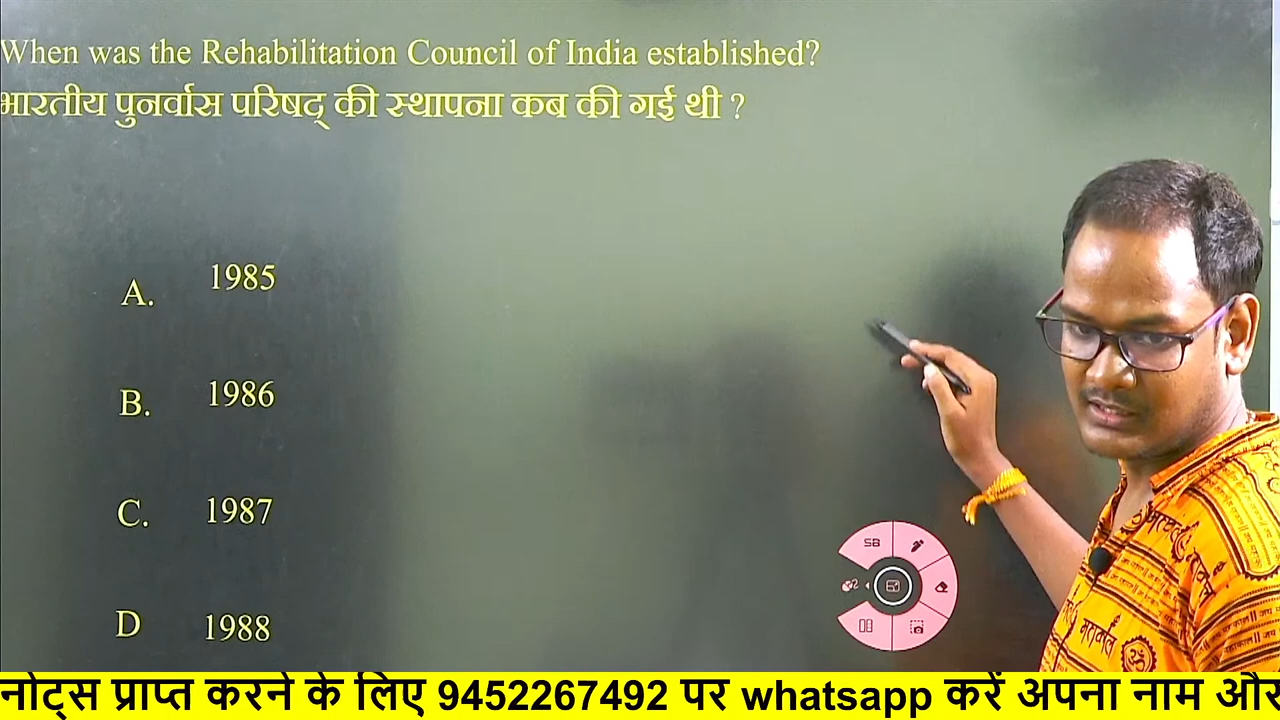 When was the Rehabilitation Council of India established?
भारतीय पुनर्वास परिषद् की स्थापना कब की गई थी ?
A. 1985
B. 1986
C. 1987
D 1988
SB
महाकाल
नोट्स प्राप्त करने के लिए 9452267492 पर whatsapp करें अपना नाम और